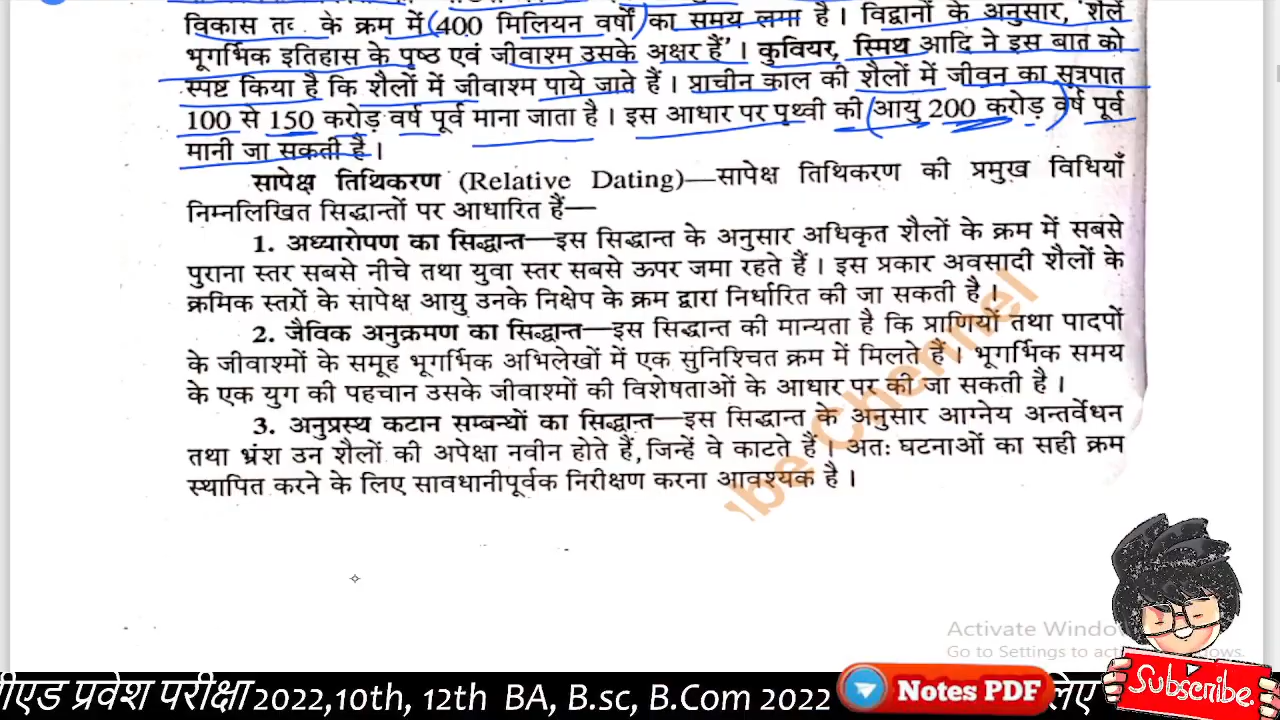 विकास तक के क्रम में (400 मिलियन वर्षों) का समय लगा है । विद्वानों के अनुसार, 'शैलें
भूगर्भिक इतिहास के पृष्ठ एवं जीवाश्म उसके अक्षर हैं' । कुवियर, स्मिथ आदि ने इस बात को
स्पष्ट किया है कि शैलों में जीवाश्म पाये जाते हैं । प्राचीन काल की शैलों में जीवन का सूत्रपात
100 से 150 करोड़ वर्ष पूर्व माना जाता है । इस आधार पर पृथ्वी की (आयु 200 करोड़) वर्ष पूर्व
मानी जा सकती है ।
सापेक्ष तिथिकरण (Relative Dating)—सापेक्ष तिथिकरण की प्रमुख विधियाँ
निम्नलिखित सिद्धान्तों पर आधारित हैं—
1. अध्यारोपण का सिद्धान्त—इस सिद्धान्त के अनुसार अधिकृत शैलों के क्रम में सबसे
पुराना स्तर सबसे नीचे तथा युवा स्तर सबसे ऊपर जमा रहते हैं । इस प्रकार अवसादी शैलों के
क्रमिक स्तरों के सापेक्ष आयु उनके निक्षेप के क्रम द्वारा निर्धारित की जा सकती है ।
2. जैविक अनुक्रमण का सिद्धान्त—इस सिद्धान्त की मान्यता है कि प्राणियों तथा पादपों
के जीवाश्मों के समूह भूगर्भिक अभिलेखों में एक सुनिश्चित क्रम में मिलते हैं । भूगर्भिक समय
के एक युग की पहचान उसके जीवाश्मों की विशेषताओं के आधार पर की जा सकती है ।
3. अनुप्रस्थ कटान सम्बन्धों का सिद्धान्त—इस सिद्धान्त के अनुसार आग्नेय अन्तर्वेधन
तथा भ्रंश उन शैलों की अपेक्षा नवीन होते हैं, जिन्हें वे काटते हैं । अतः घटनाओं का सही क्रम
स्थापित करने के लिए सावधानीपूर्वक निरीक्षण करना आवश्यक है ।
Chennel
Activate Windo
Go to Settings to act
प्रवेश परीक्षा 2022,10th, 12th BA, B.sc, B.Com 2022
Notes PDF
लिए
Subscribe.